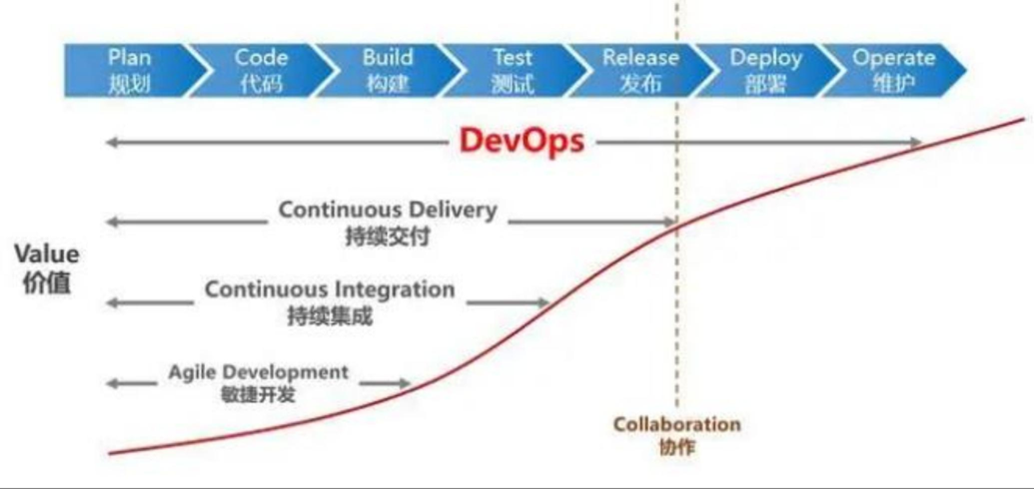 Plan
规划
Code
代码
Build
构建
Test
测试
Release
发布
Deploy
部署
Operate
维护
DevOps
Continuous Delivery
持续交付
Value
价值
Continuous Integration
持续集成
Agile Development
敏捷开发
Collaboration
协作